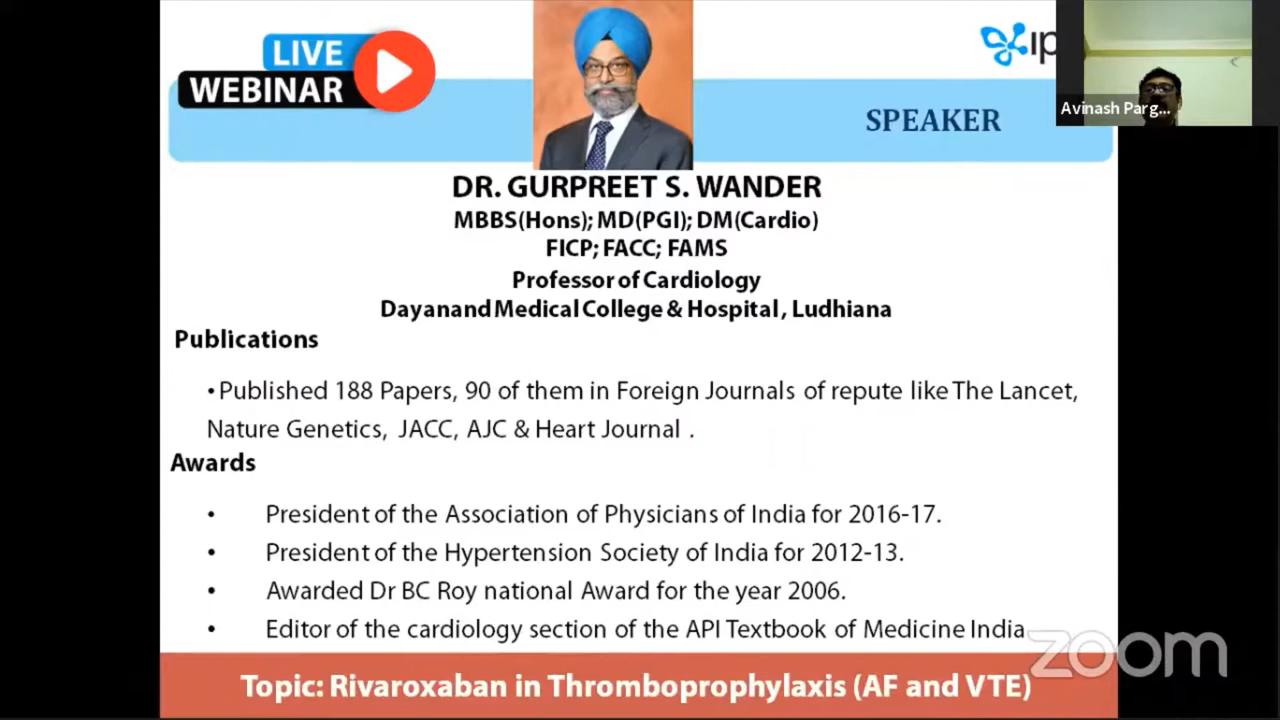 LIVE
WEBINAR
ip
Avinash Parg...
SPEAKER
DR. GURPREET S. WANDER
MBBS(Hons); MD(PGI); DM(Cardio)
FICP; FACC; FAMS
Professor of Cardiology
Dayanand Medical College & Hospital, Ludhiana
Publications
• Published 188 Papers, 90 of them in Foreign Journals of repute like The Lancet,
Nature Genetics, JACC, AJC & Heart Journal .
Awards
• President of the Association of Physicians of India for 2016-17.
• President of the Hypertension Society of India for 2012-13.
• Awarded Dr BC Roy national Award for the year 2006.
• Editor of the cardiology section of the API Textbook of Medicine India
zoom
Topic: Rivaroxaban in Thromboprophylaxis (AF and VTE)